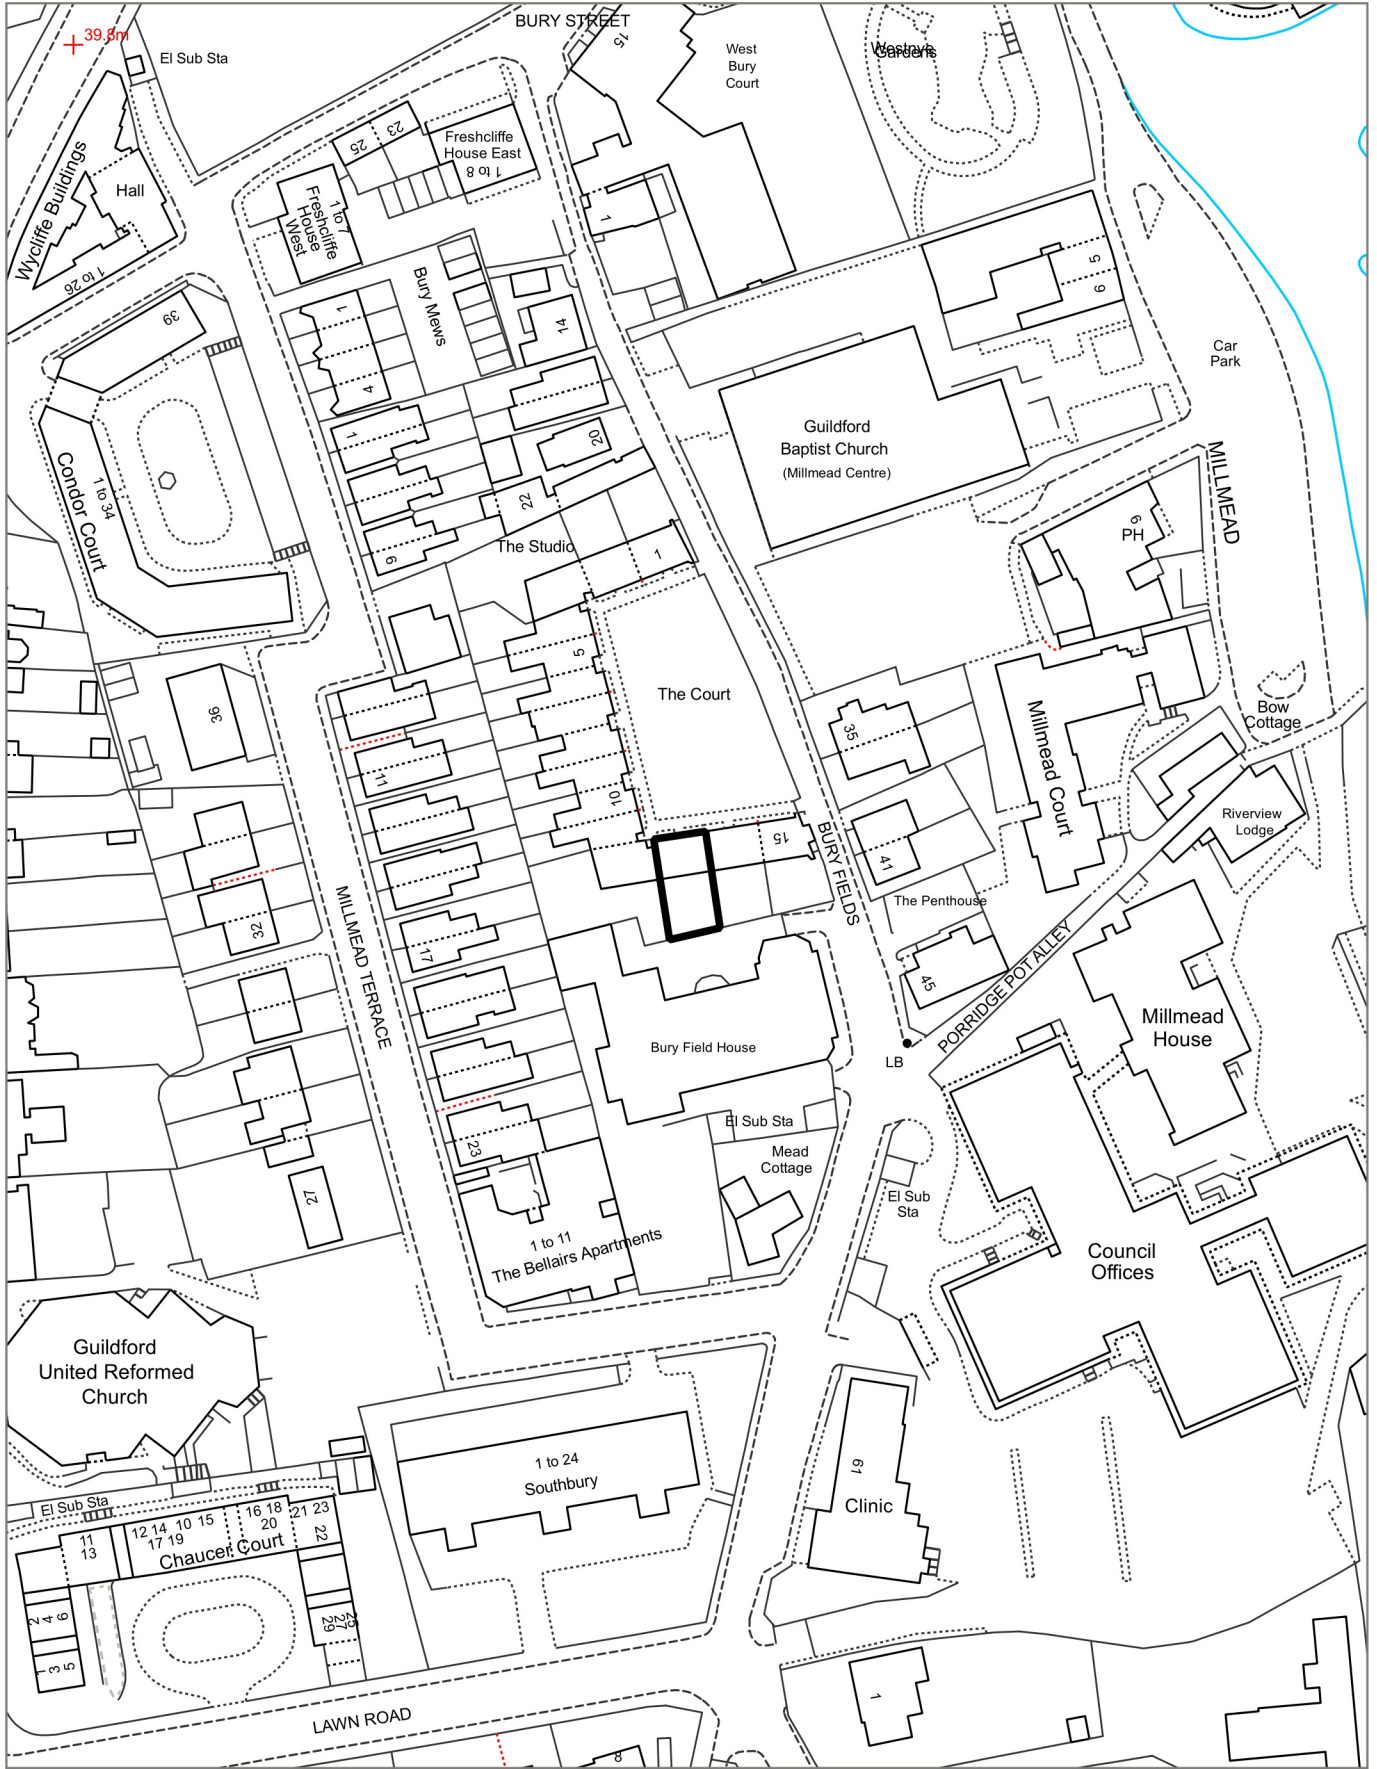 BURY STREET
39.8m
El Sub Sta
15
West
Bury
Court
Westnye
Gardens
Wycliffe Buildings
Hall
1 to 26
25
23
Freshcliffe
House East
1 to 8
Freshcliffe
House
West
1 to 7
1
Bury Mews
14
5
6
39
1
4
1
20
22
6
The Studio
1
Condor Court
1 to 34
Guildford
Baptist Church
(Millmead Centre)
Car
Park
MILLMEAD
9
PH
5
The Court
10
15
36
11
35
41
BURY FIELDS
Millmead Court
Bow
Cottage
Riverview
Lodge
The Penthouse
45
PORRIDGE POT ALLEY
LB
Millmead
House
32
MILLMEAD TERRACE
17
Bury Field House
El Sub Sta
Mead
Cottage
23
27
1 to 11
The Bellairs Apartments
El Sub
Sta
Council
Offices
Guildford
United Reformed
Church
1 to 24
Southbury
61
Clinic
El Sub Sta
11
13
12 14
17 19
10 15
16 18
20
21 23
22
Chaucer Court
2
4
6
1
3
5
29
27
25
LAWN ROAD
8
1